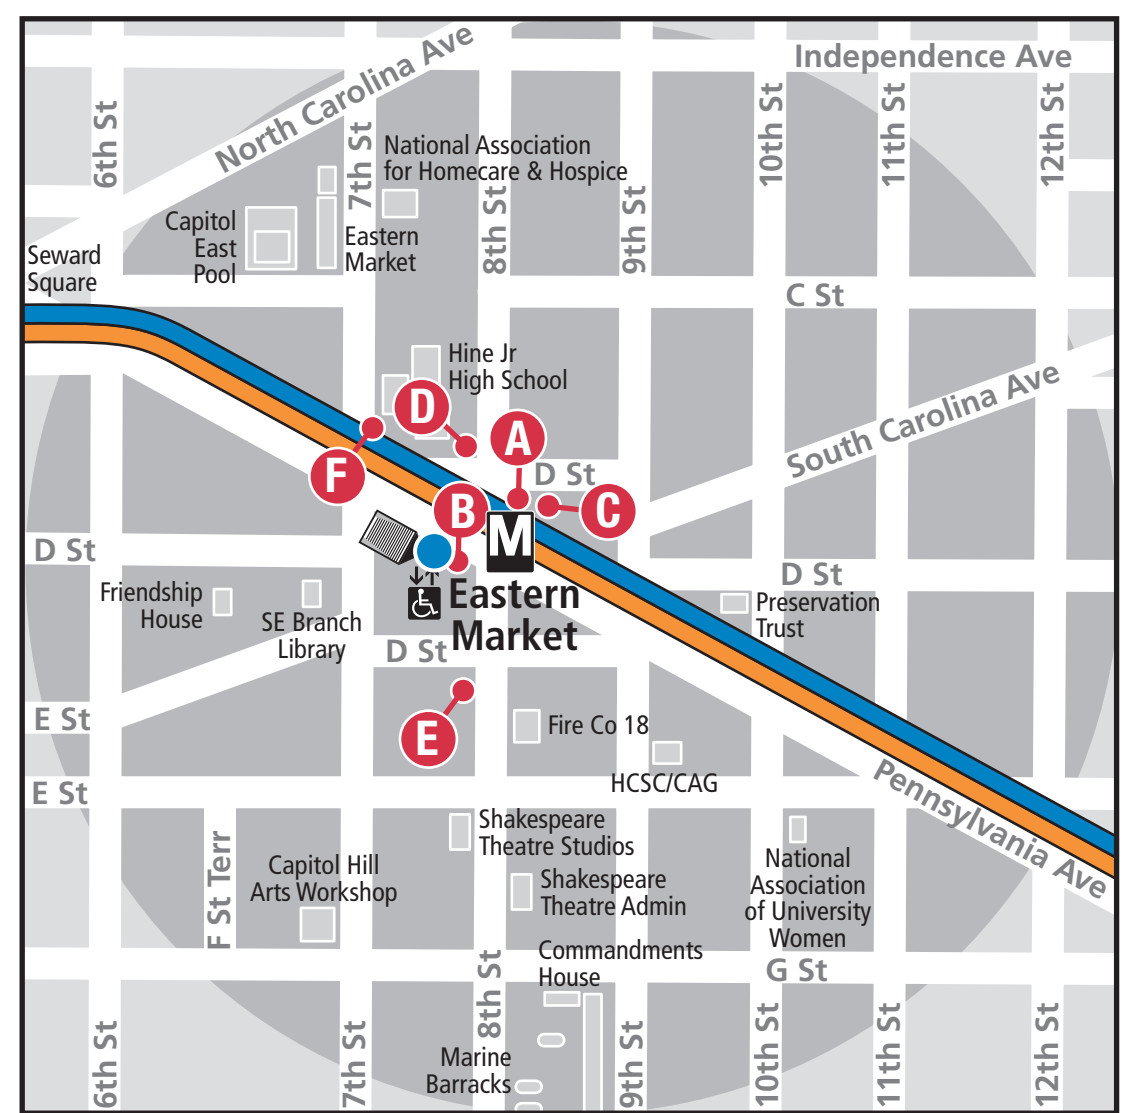 North Carolina Ave
Independence Ave
6th St
7th St
8th St
9th St
10th St
11th St
12th St
National Association
for Homecare & Hospice
Capitol
East
Pool
Eastern
Market
Seward
Square
C St
Hine Jr
High School
South Carolina Ave
D
A
F
D St
B
C
M
D St
D St
Friendship
House
SE Branch
Library
Eastern
Market
Preservation
Trust
D St
E St
E
Fire Co 18
HCSC/CAG
E St
Pennsylvania Ave
Shakespeare
Theatre Studios
F St Terr
Capitol Hill
Arts Workshop
Shakespeare
Theatre Admin
National
Association
of University
Women
Commandments
House
G St
Marine
Barracks
6th St
7th St
8th St
9th St
10th St
11th St
12th St